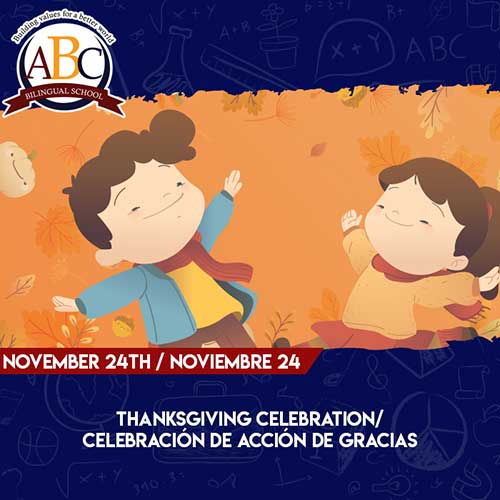 Building values for a better world
ABC
BILINGUAL SCHOOL
x + y
ABC
NOVEMBER 24TH / NOVIEMBRE 24
THANKSGIVING CELEBRATION/
CELEBRACIÓN DE ACCIÓN DE GRACIAS